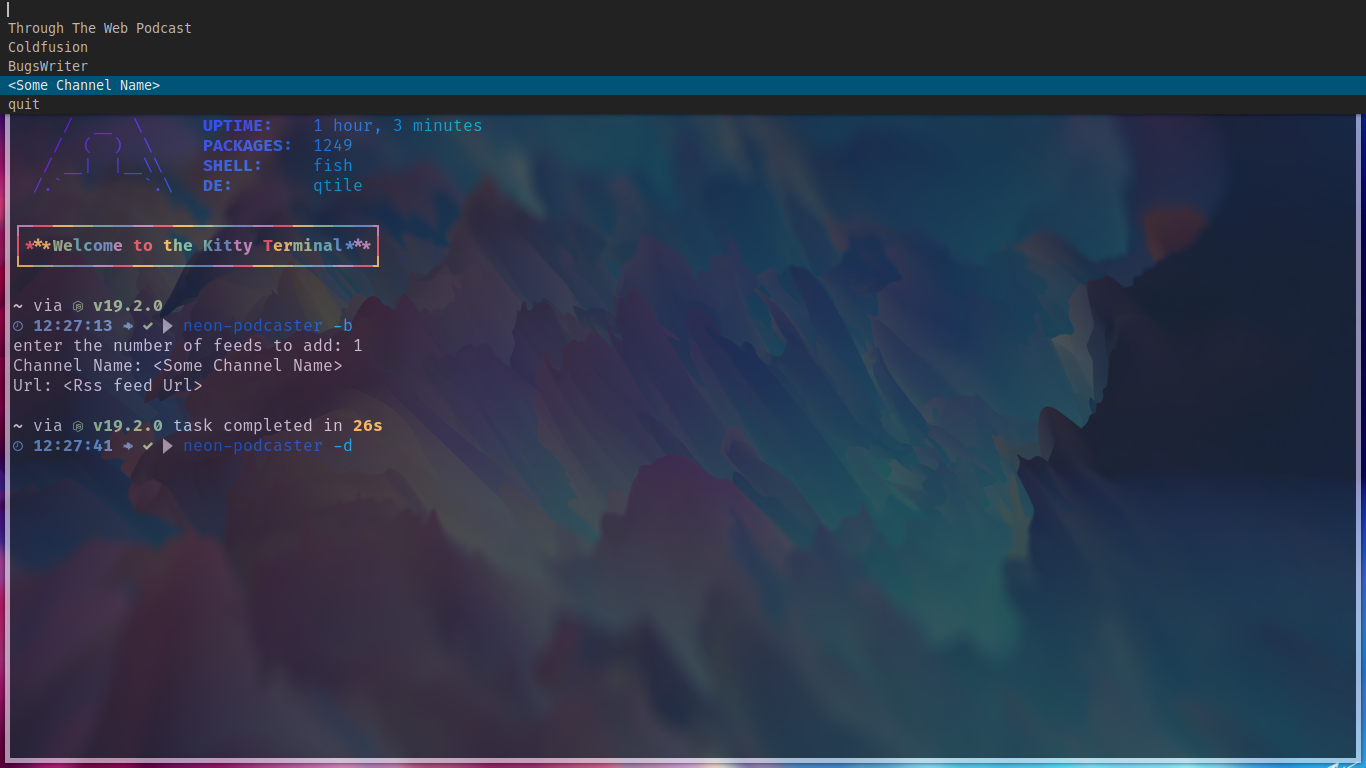 Through The Web Podcast
Coldfusion
BugsWriter
<Some Channel Name>
quit
UPTIME: 1 hour, 3 minutes
PACKAGES: 1249
SHELL: fish
DE: qtile
***Welcome to the Kitty Terminal***
~ via v19.2.0
12:27:13 ➜ ✔ ▶ neon-podcaster -b
enter the number of feeds to add: 1
Channel Name: <Some Channel Name>
Url: <Rss feed Url>
~ via v19.2.0 task completed in 26s
12:27:41 ➜ ✔ ▶ neon-podcaster -d